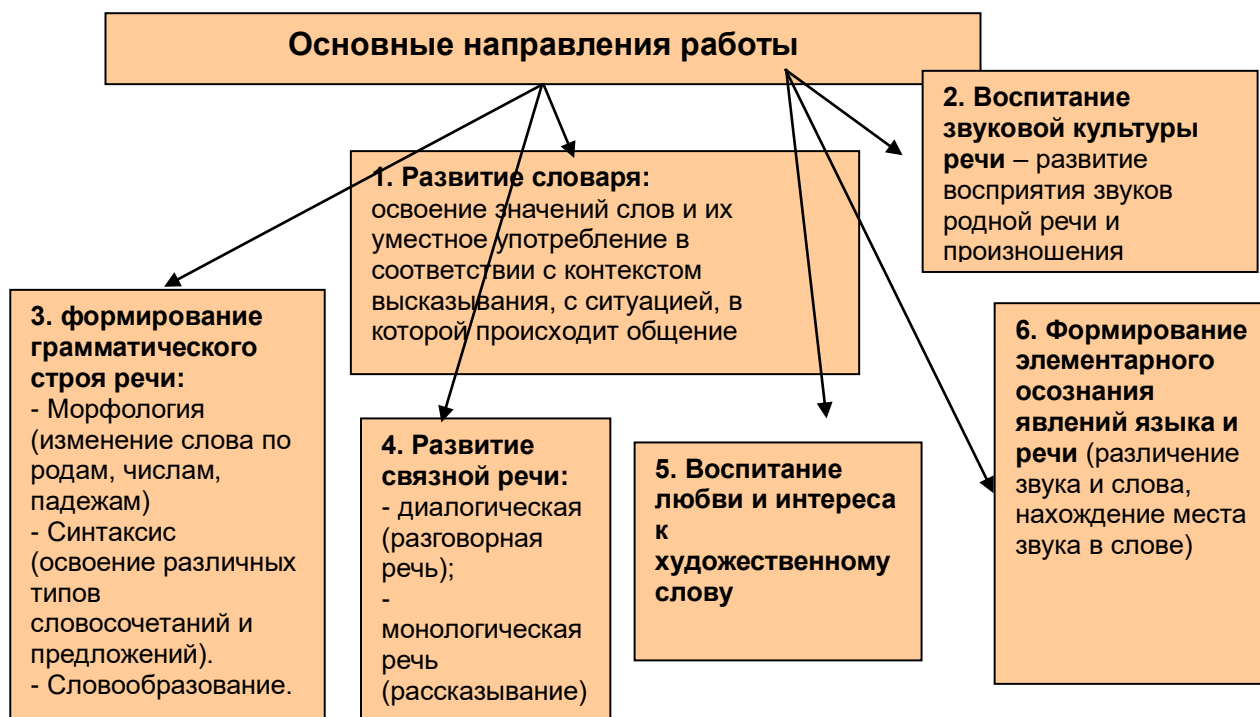 Основные направления работы
1. Развитие словаря:
освоение значений слов и их
уместное употребление в
соответствии с контекстом
высказывания, с ситуацией, в
которой происходит общение
2. Воспитание
звуковой культуры
речи – развитие
восприятия звуков
родной речи и
произношения
3. формирование
грамматического
строя речи:
- Морфология
(изменение слова по
родам, числам,
падежам)
- Синтаксис
(освоение различных
типов
словосочетаний и
предложений).
- Словообразование.
4. Развитие
связной речи:
- диалогическая
(разговорная
речь);
-
монологическая
речь
(рассказывание)
5. Воспитание
любви и интереса
к
художественному
слову
6. Формирование
элементарного
осознания
явлений языка и
речи (различение
звука и слова,
нахождение места
звука в слове)